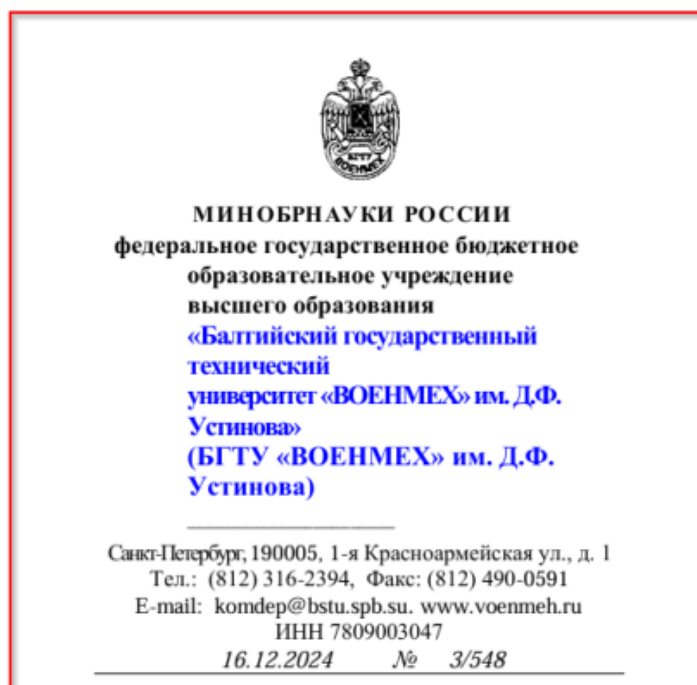 БГТУ
ВОЕНМЕХ
МИНОБРНАУКИ РОССИИ
федеральное государственное бюджетное
образовательное учреждение
высшего образования
«Балтийский государственный
технический
университет «ВОЕНМЕХ» им. Д.Ф.
Устинова»
(БГТУ «ВОЕНМЕХ» им. Д.Ф.
Устинова)
Санкт-Петербург, 190005, 1-я Красноармейская ул., д. 1
Тел.: (812) 316-2394, Факс: (812) 490-0591
E-mail: komdep@bstu.spb.su. www.voenmeh.ru
ИНН 7809003047
16.12.2024 № 3/548